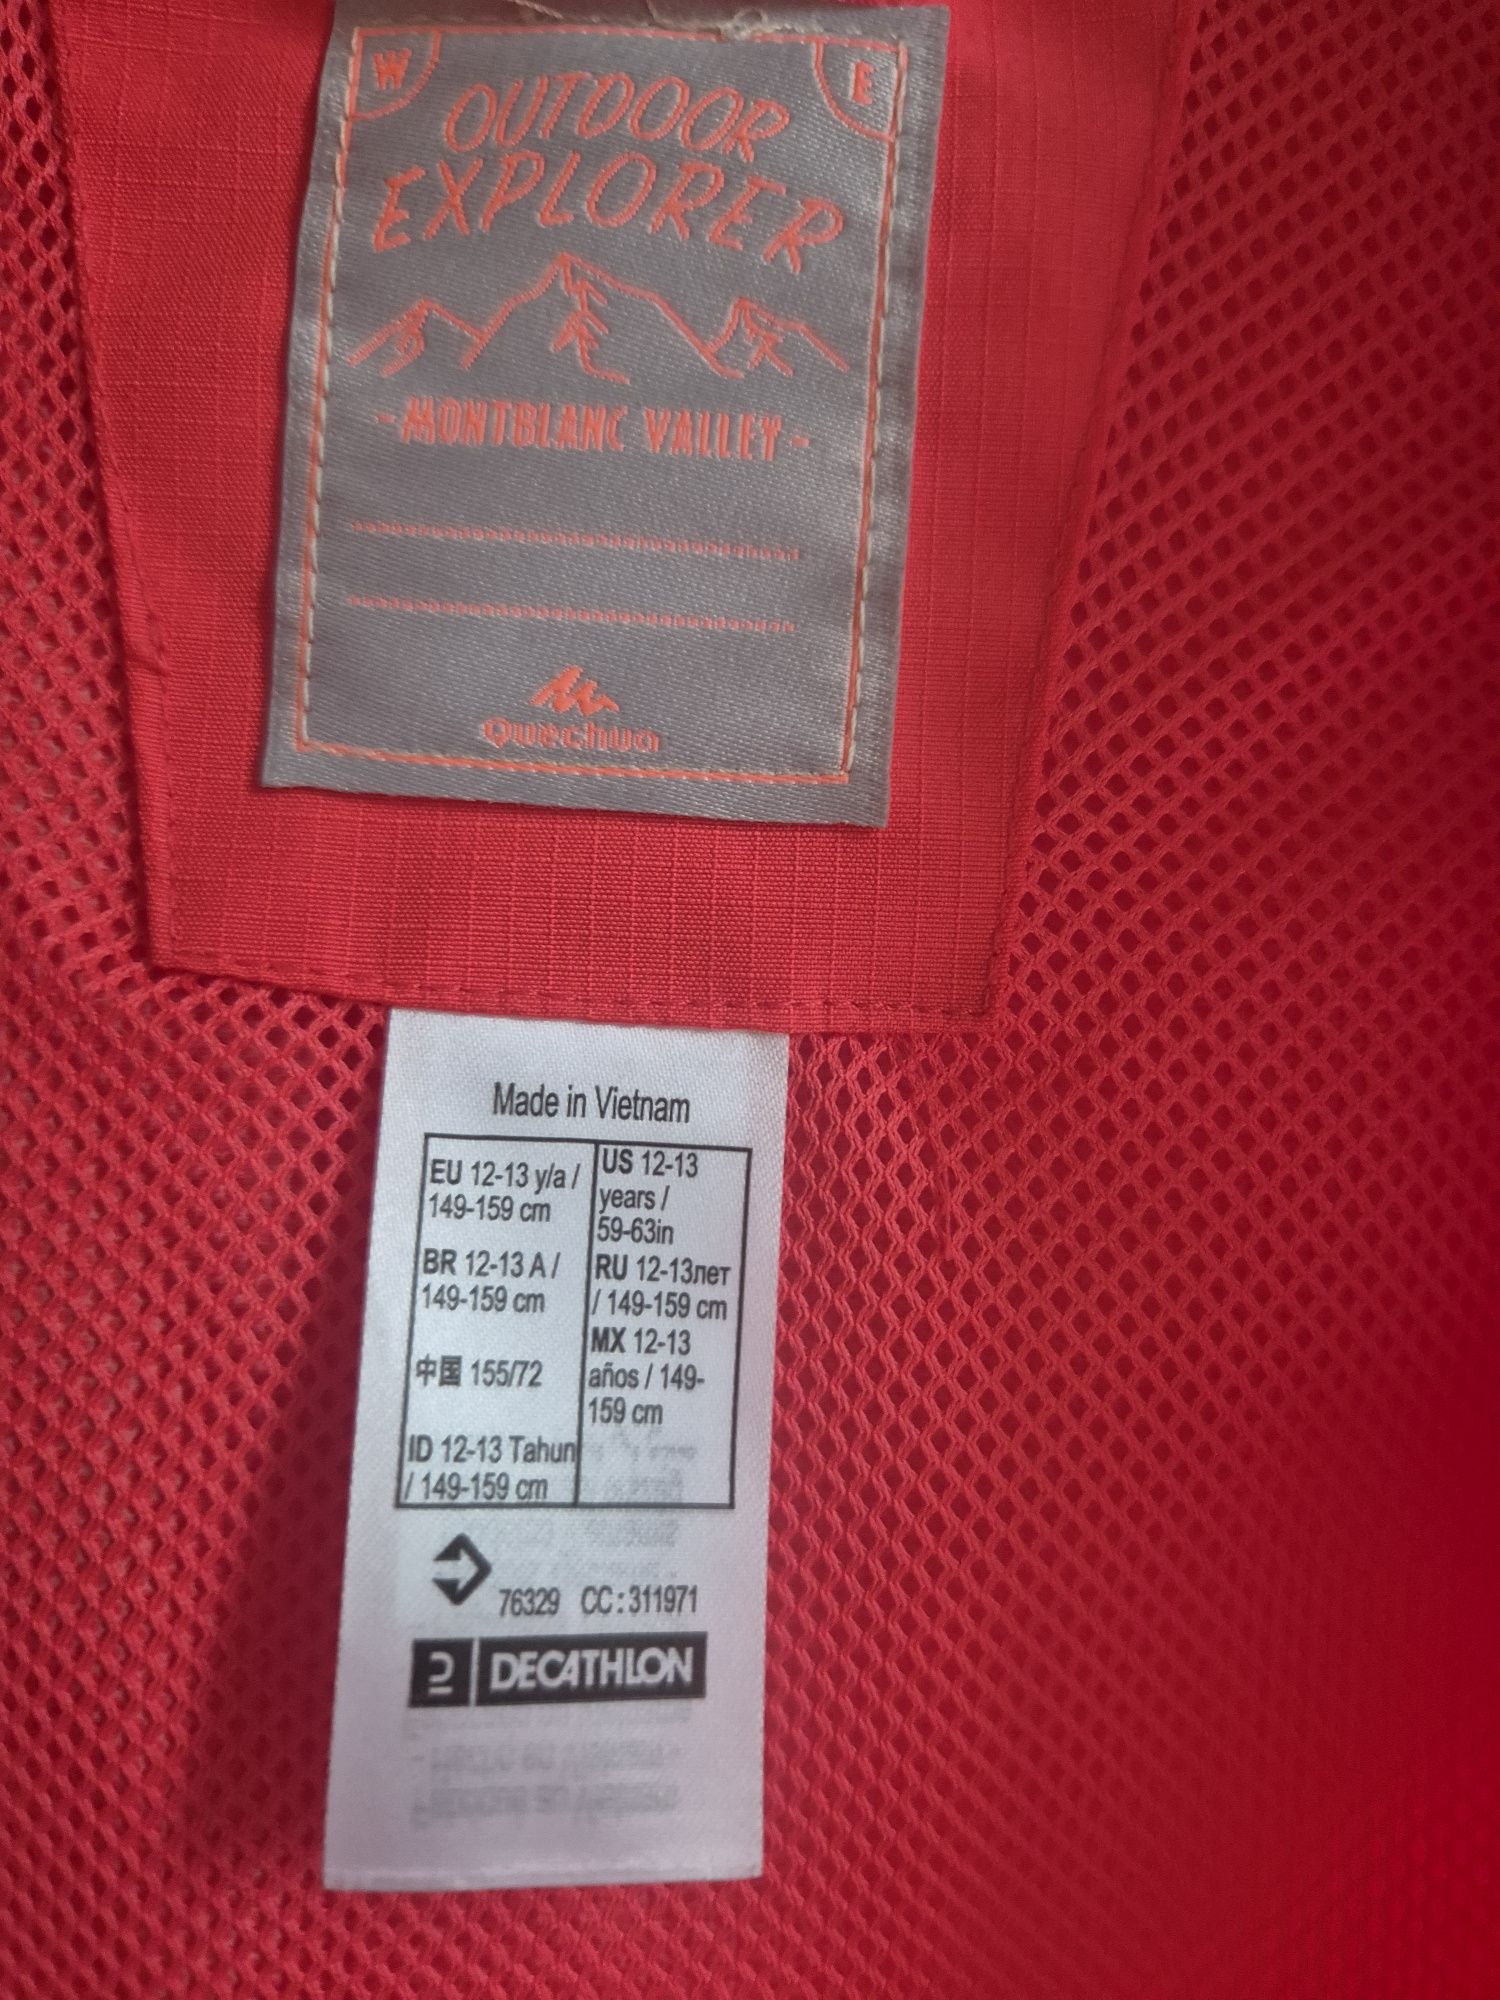 W
E
OUTDOOR
EXPLORER
- MONTBLANC VALLEY -
Quechua
Made in Vietnam
EU 12-13 y/a /
149-159 cm
BR 12-13 A /
149-159 cm
中国 155/72
ID 12-13 Tahun
/ 149-159 cm
US 12-13
years /
59-63in
RU 12-13лет
/ 149-159 cm
MX 12-13
años / 149-
159 cm
76329 CC : 311971
DECATHLON